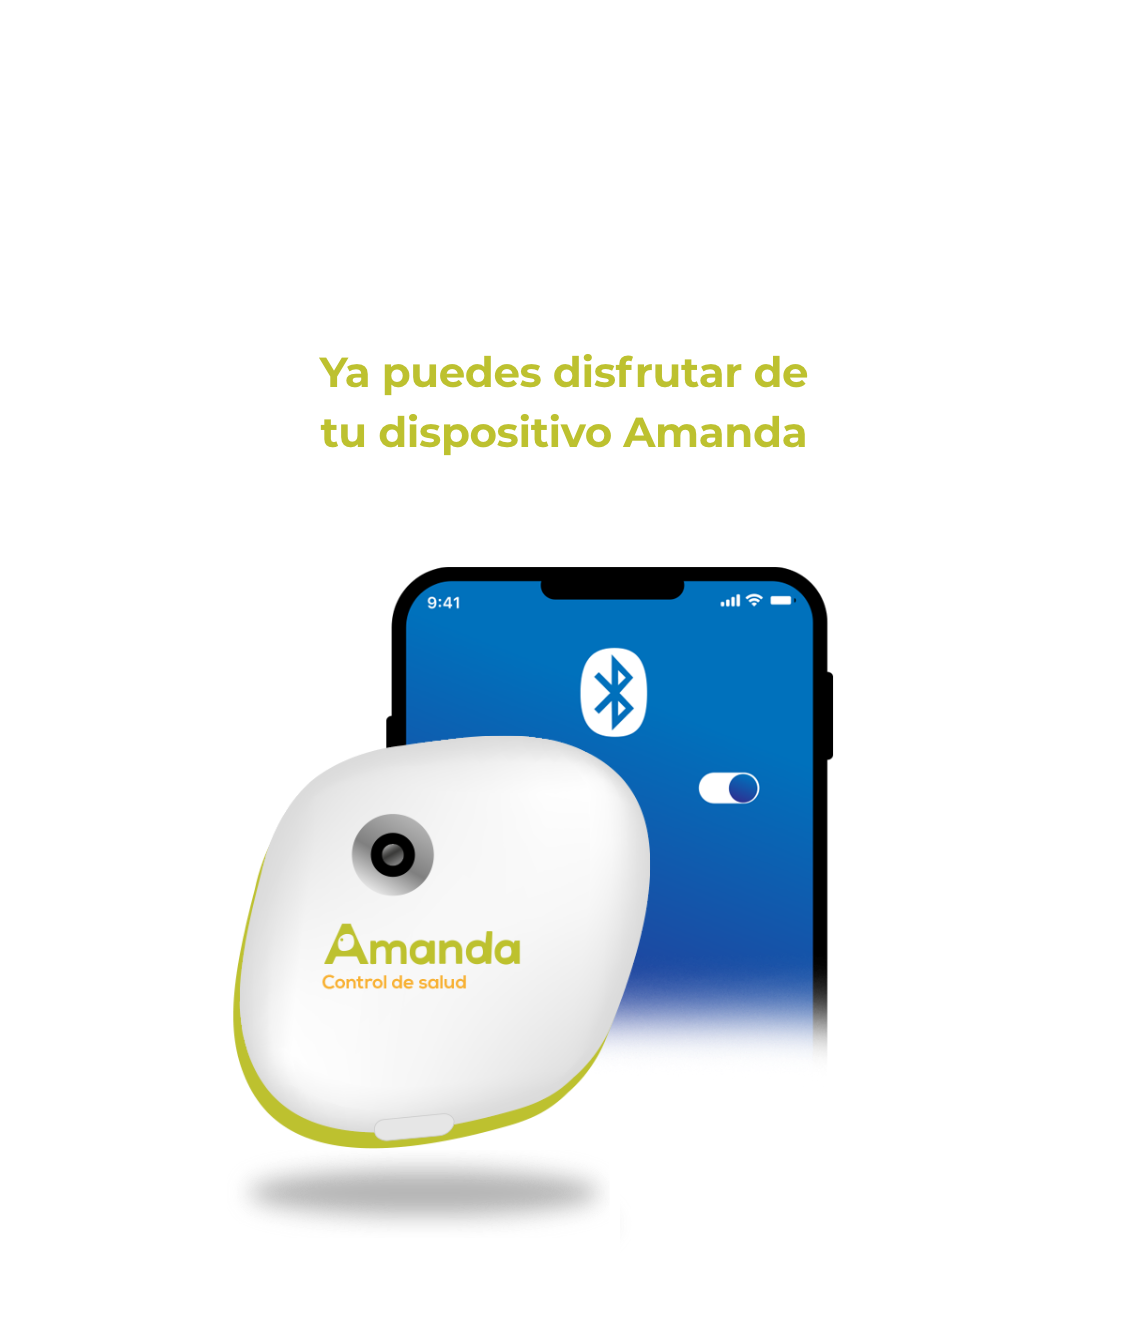 Ya puedes disfrutar de
tu dispositivo Amanda
9:41
Amanda
Control de salud